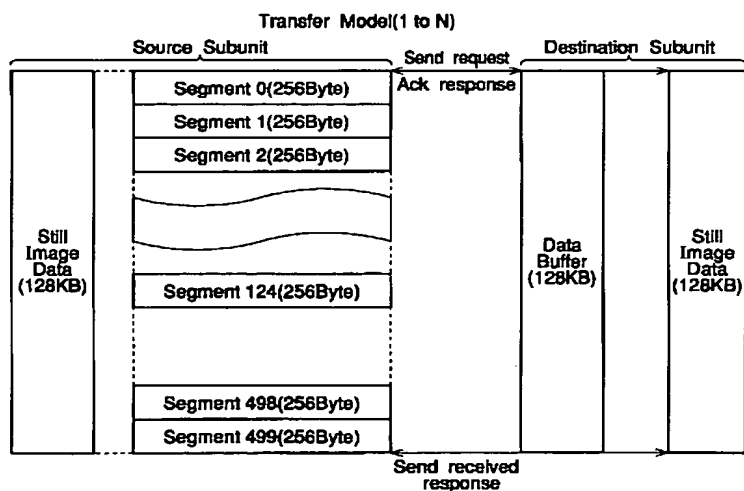 Transfer Model(1 to N)
Source Subunit
Send request
Destination Subunit
Ack response
Segment 0(256Byte)
Segment 1(256Byte)
Segment 2(256Byte)
Still
Image
Data
(128KB)
Segment 124(256Byte)
Data
Buffer
(128KB)
Still
Image
Data
(128KB)
Segment 498(256Byte)
Segment 499(256Byte)
Send received
response